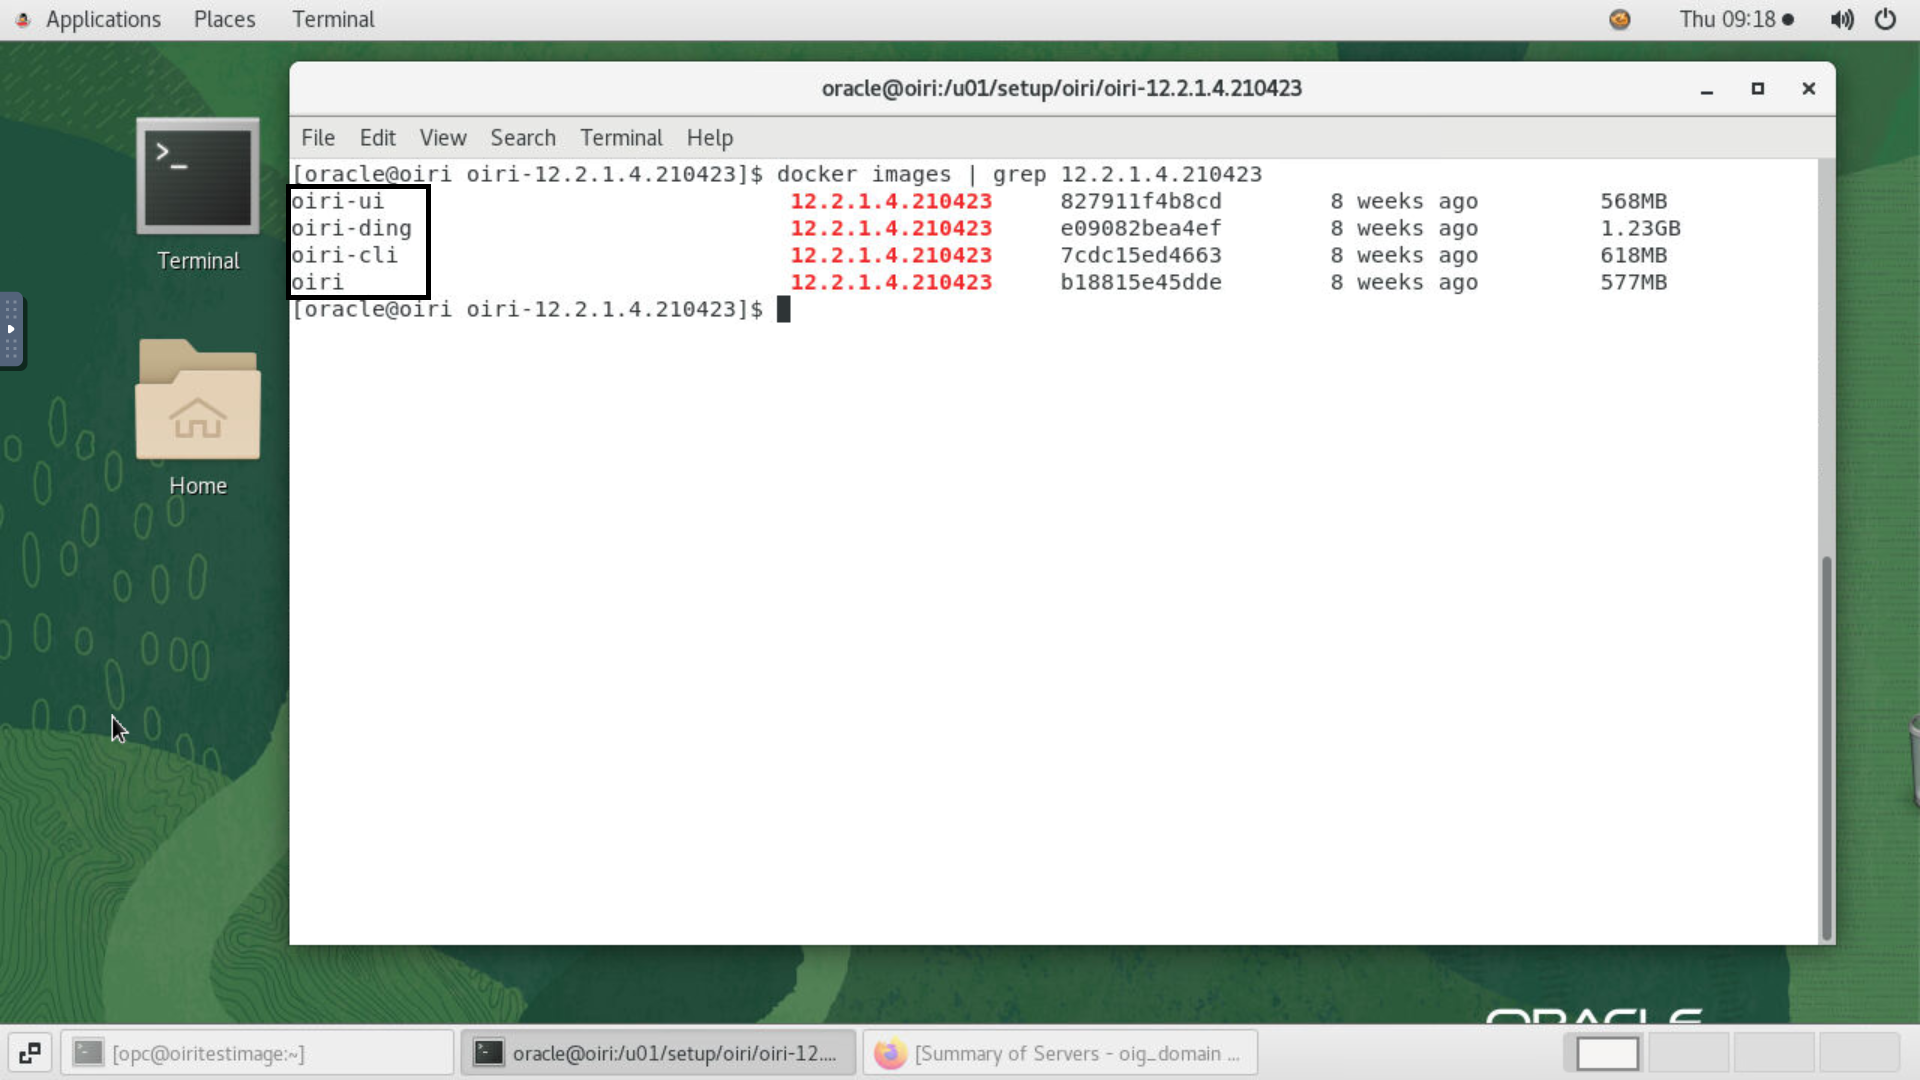 Applications Places Terminal Thu 09:18
oracle@oiri:/u01/setup/oiri/oiri-12.2.1.4.210423
File Edit View Search Terminal Help
[oracle@oiri oiri-12.2.1.4.210423]$ docker images | grep 12.2.1.4.210423
oiri-ui 12.2.1.4.210423 827911f4b8cd 8 weeks ago 568MB
oiri-ding 12.2.1.4.210423 e09082bea4ef 8 weeks ago 1.23GB
oiri-cli 12.2.1.4.210423 7cdc15ed4663 8 weeks ago 618MB
oiri 12.2.1.4.210423 b18815e45dde 8 weeks ago 577MB
[oracle@oiri oiri-12.2.1.4.210423]$
Terminal
Home
ORACLE
[opc@oiritestimage:~] oracle@oiri:/u01/setup/oiri/oiri-12.... [Summary of Servers - oig_domain ...